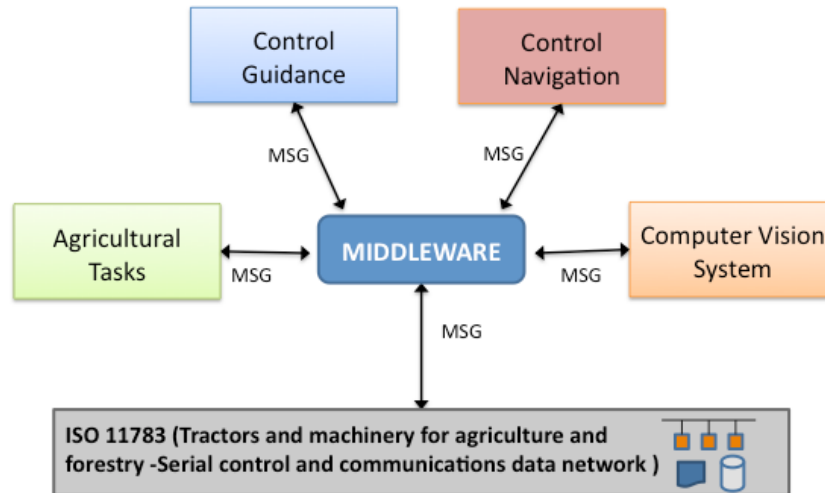 Control
Guidance
Control
Navigation
MSG
MSG
Agricultural
Tasks
MIDDLEWARE
Computer Vision
System
MSG
MSG
MSG
ISO 11783 (Tractors and machinery for agriculture and
forestry -Serial control and communications data network )